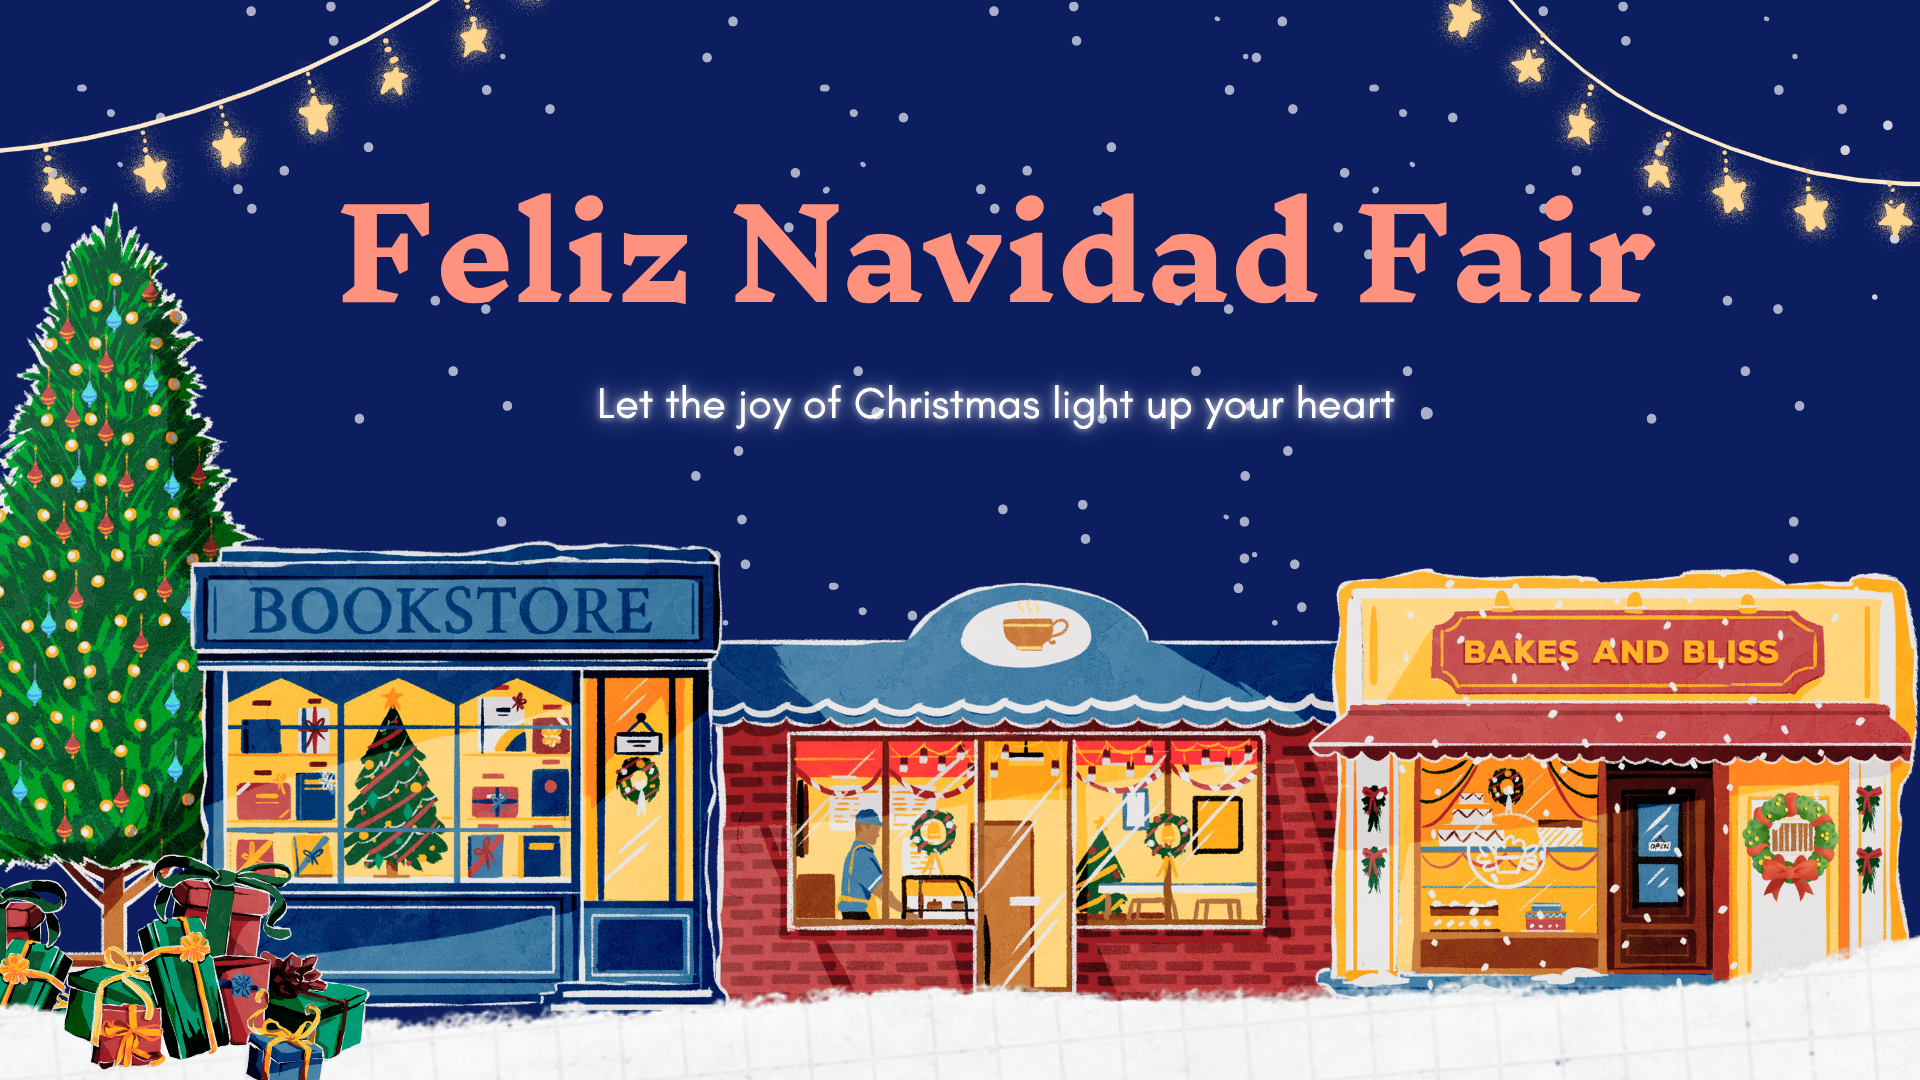 Feliz Navidad Fair
Let the joy of Christmas light up your heart
BOOKSTORE
BAKES AND BLISS
OPEN